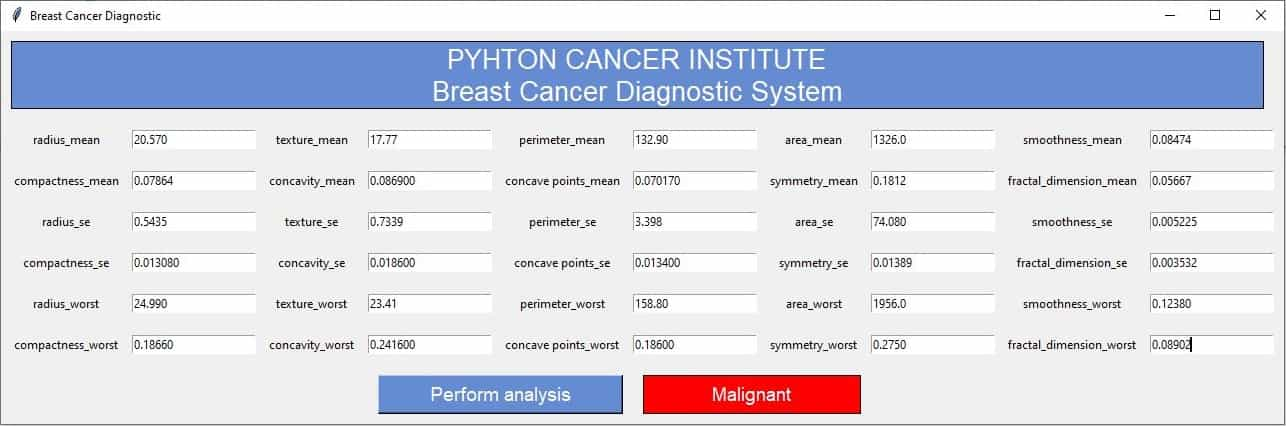 Breast Cancer Diagnostic
PYHTON CANCER INSTITUTE
Breast Cancer Diagnostic System
radius_mean 20.570 texture_mean 17.77 perimeter_mean 132.90 area_mean 1326.0 smoothness_mean 0.08474
compactness_mean 0.07864 concavity_mean 0.086900 concave points_mean 0.070170 symmetry_mean 0.1812 fractal_dimension_mean 0.05667
radius_se 0.5435 texture_se 0.7339 perimeter_se 3.398 area_se 74.080 smoothness_se 0.005225
compactness_se 0.013080 concavity_se 0.018600 concave points_se 0.013400 symmetry_se 0.01389 fractal_dimension_se 0.003532
radius_worst 24.990 texture_worst 23.41 perimeter_worst 158.80 area_worst 1956.0 smoothness_worst 0.12380
compactness_worst 0.18660 concavity_worst 0.241600 concave points_worst 0.18600 symmetry_worst 0.2750 fractal_dimension_worst 0.08902
Perform analysis Malignant